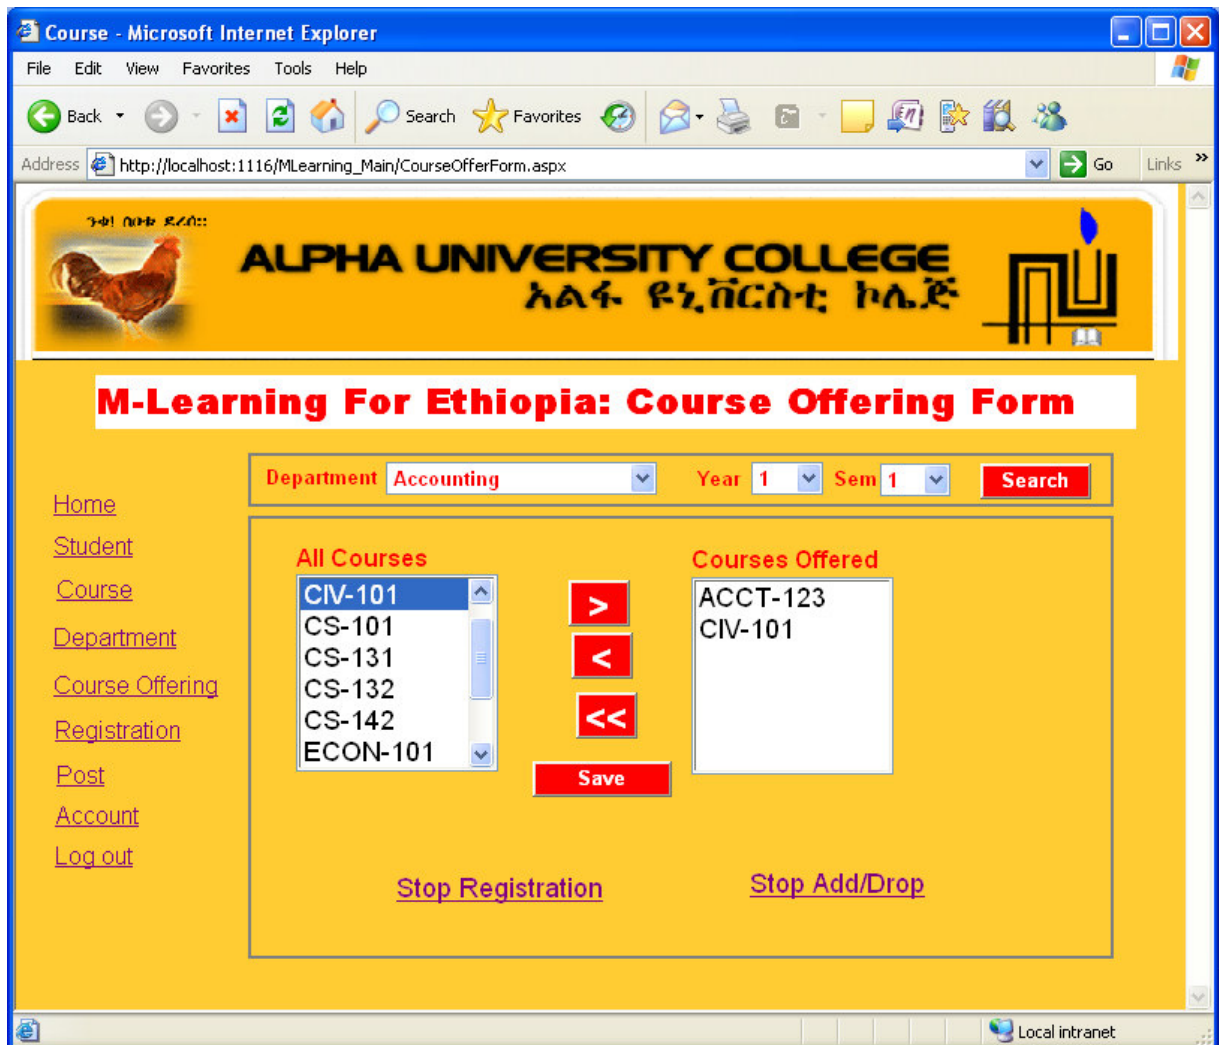 Course - Microsoft Internet Explorer
File Edit View Favorites Tools Help
Back Search Favorites
Address http://localhost:1116/MLearning_Main/CourseOfferForm.aspx Go Links »
ንቁ! በሁቱ ደረሰ::
ALPHA UNIVERSITY COLLEGE
አልፋ ዩኒቨርስቲ ኮሌጅ
M-Learning For Ethiopia: Course Offering Form
Department Accounting Year 1 Sem 1 Search
Home
Student
Course
Department
Course Offering
Registration
Post
Account
Log out
All Courses
CIV-101
CS-101
CS-131
CS-132
CS-142
ECON-101
>
<
<<
Save
Courses Offered
ACCT-123
CIV-101
Stop Registration
Stop Add/Drop
Local intranet